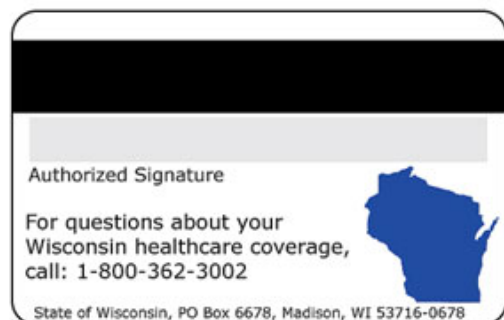 Authorized Signature
For questions about your
Wisconsin healthcare coverage,
call: 1-800-362-3002
State of Wisconsin, PO Box 6678, Madison, WI 53716-0678